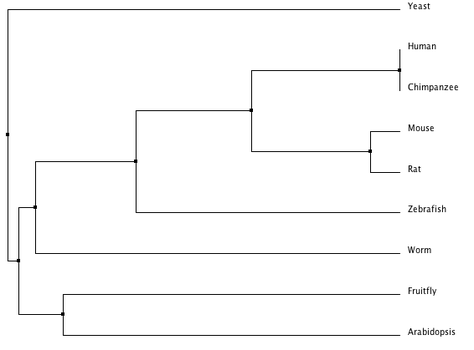 Yeast
Human
Chimpanzee
Mouse
Rat
Zebrafish
Worm
Fruitfly
Arabidopsis